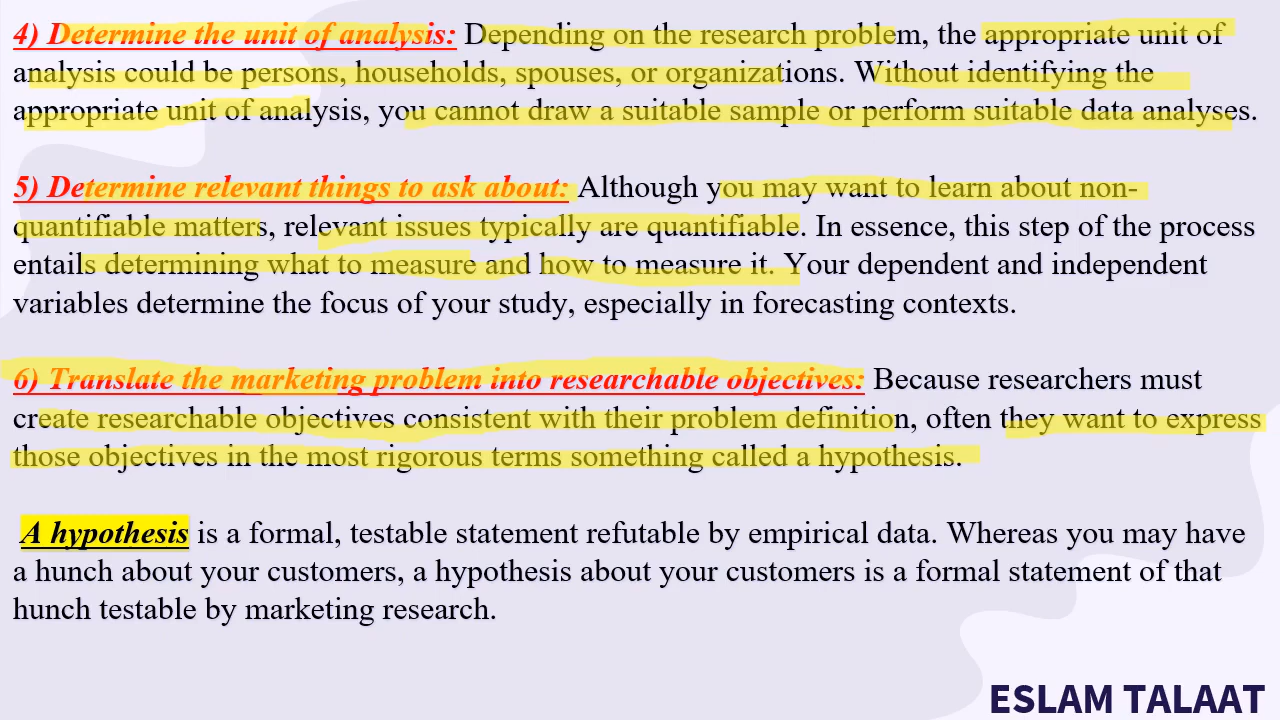 4) Determine the unit of analysis: Depending on the research problem, the appropriate unit of
analysis could be persons, households, spouses, or organizations. Without identifying the
appropriate unit of analysis, you cannot draw a suitable sample or perform suitable data analyses.
5) Determine relevant things to ask about: Although you may want to learn about non-
quantifiable matters, relevant issues typically are quantifiable. In essence, this step of the process
entails determining what to measure and how to measure it. Your dependent and independent
variables determine the focus of your study, especially in forecasting contexts.
6) Translate the marketing problem into researchable objectives: Because researchers must
create researchable objectives consistent with their problem definition, often they want to express
those objectives in the most rigorous terms something called a hypothesis.
A hypothesis is a formal, testable statement refutable by empirical data. Whereas you may have
a hunch about your customers, a hypothesis about your customers is a formal statement of that
hunch testable by marketing research.
ESLAM TALAAT